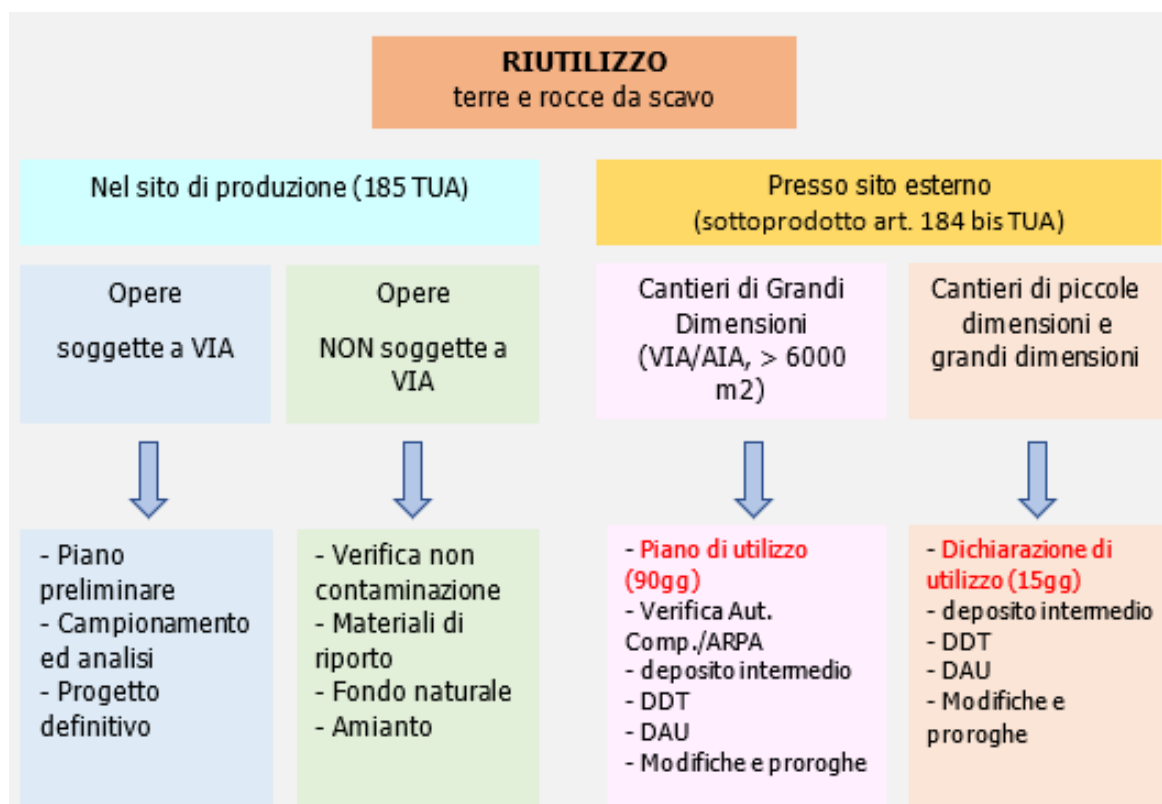 RIUTILIZZO
terre e rocce da scavo
Nel sito di produzione (185 TUA)
Presso sito esterno
(sottoprodotto art. 184 bis TUA)
Opere
soggette a VIA
Opere
NON soggette a
VIA
Cantieri di Grandi
Dimensioni
(VIA/AIA, > 6000
m2)
Cantieri di piccole
dimensioni e
grandi dimensioni
- Piano
preliminare
- Campionamento
ed analisi
- Progetto
definitivo
- Verifica non
contaminazione
- Materiali di
riporto
- Fondo naturale
- Amianto
- Piano di utilizzo
(90gg)
- Verifica Aut.
Comp./ARPA
- deposito intermedio
- DDT
- DAU
- Modifiche e proroghe
- Dichiarazione di
utilizzo (15gg)
- deposito intermedio
- DDT
- DAU
- Modifiche e
proroghe